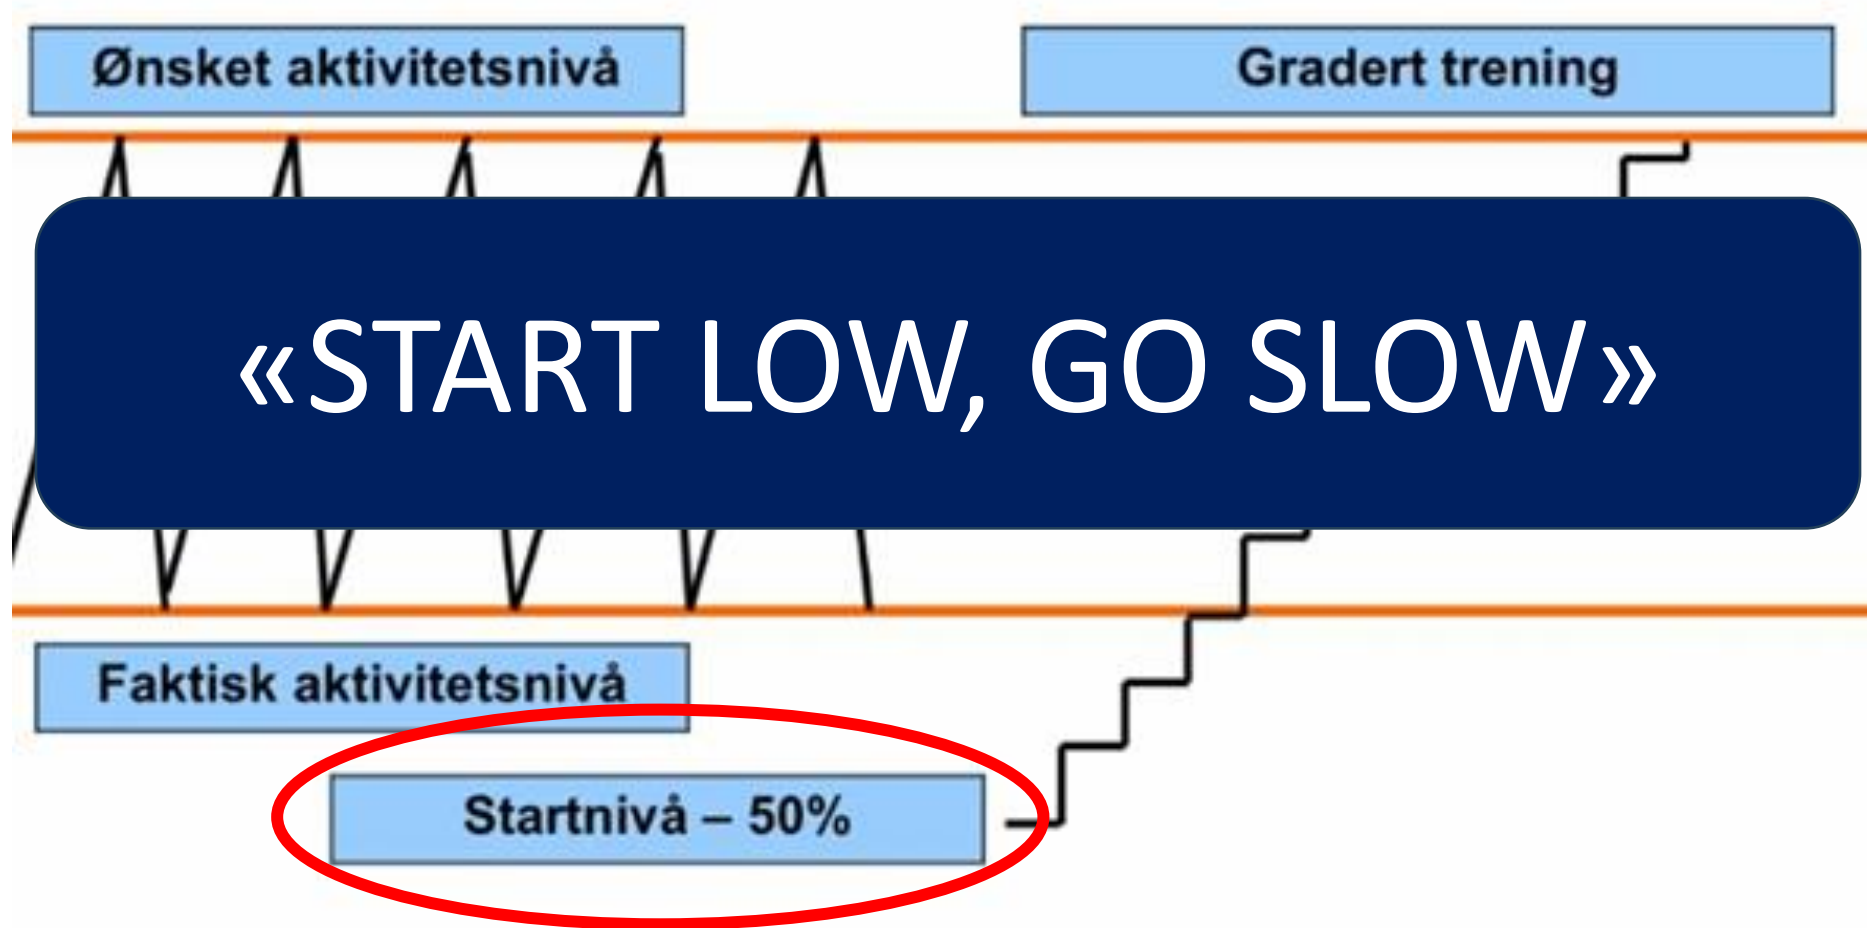 Ønsket aktivitetsnivå
Gradert trening
«START LOW, GO SLOW»
Faktisk aktivitetsnivå
Startnivå – 50%